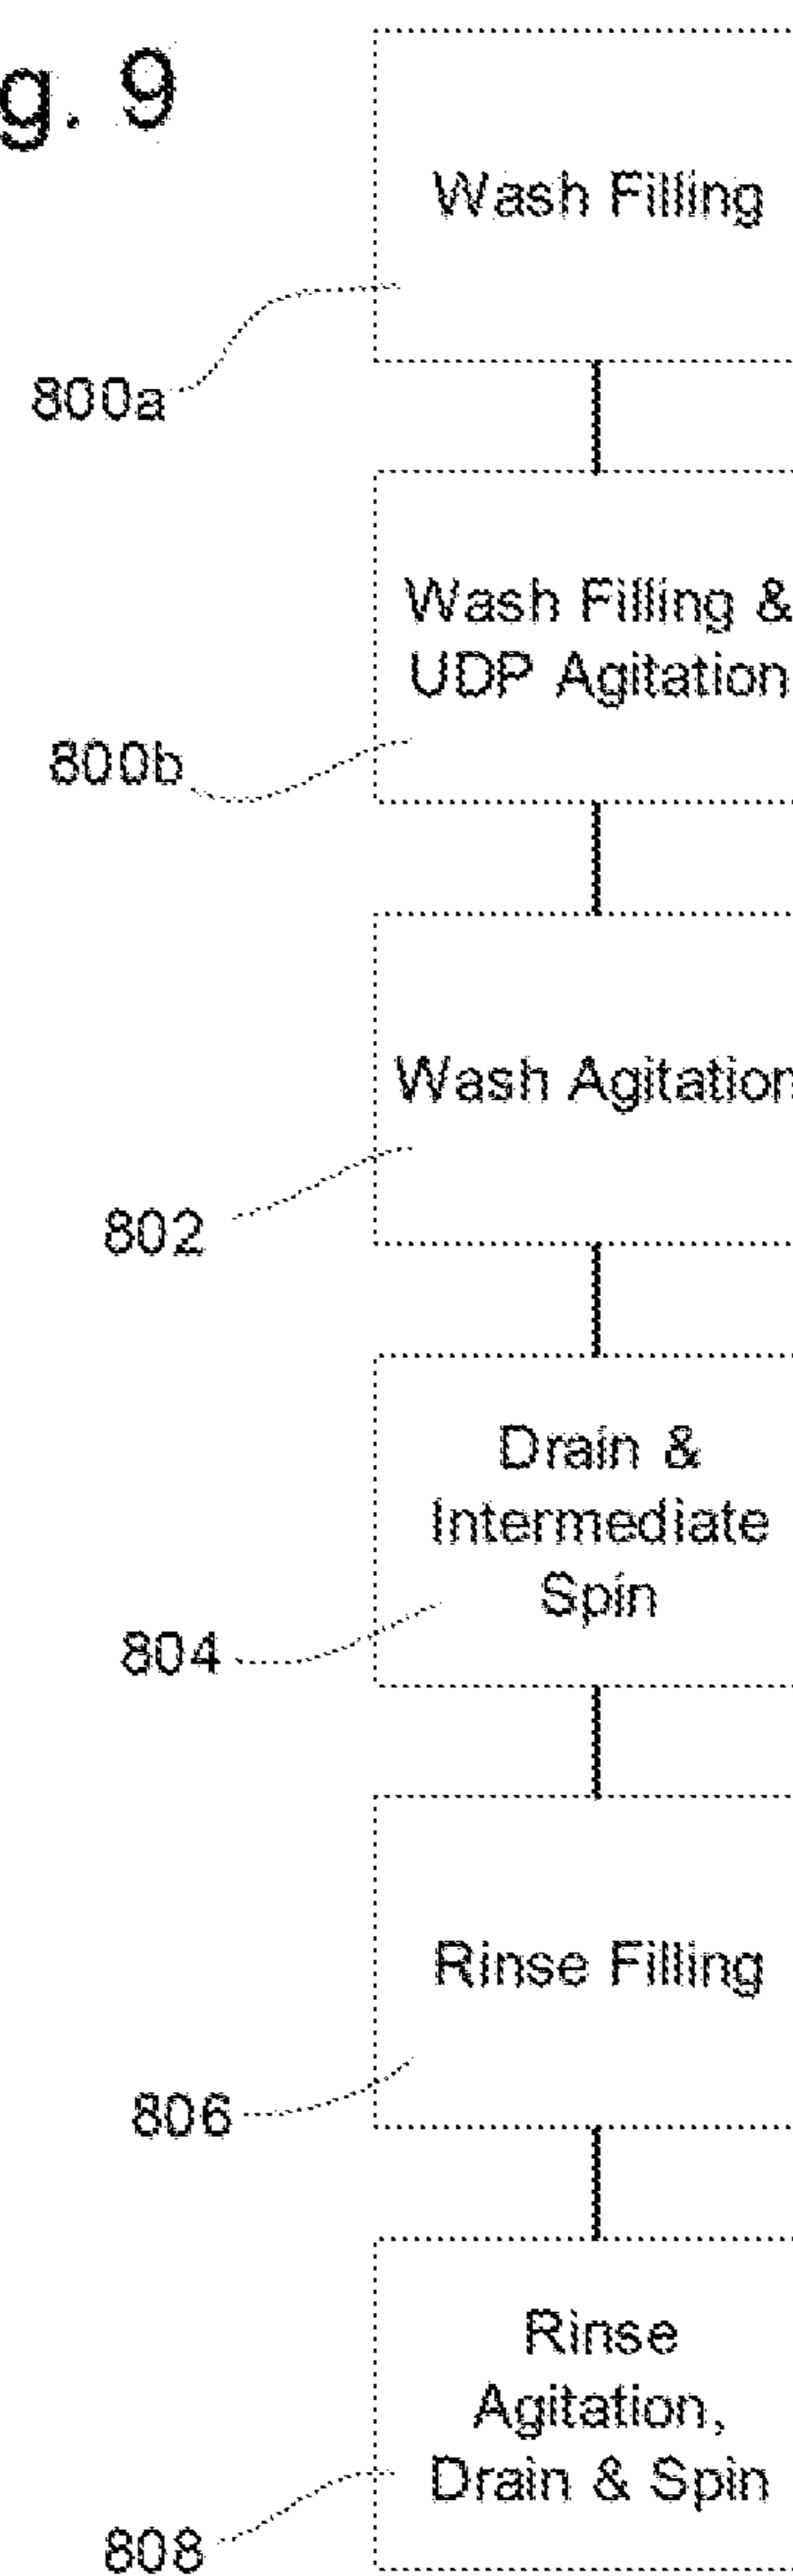 g. 9
Wash Filling
800a
Wash Filling &
UDP Agitation
800b
Wash Agitation
802
Drain &
Intermediate
Spin
804
Rinse Filling
806
Rinse
Agitation,
Drain & Spin
808